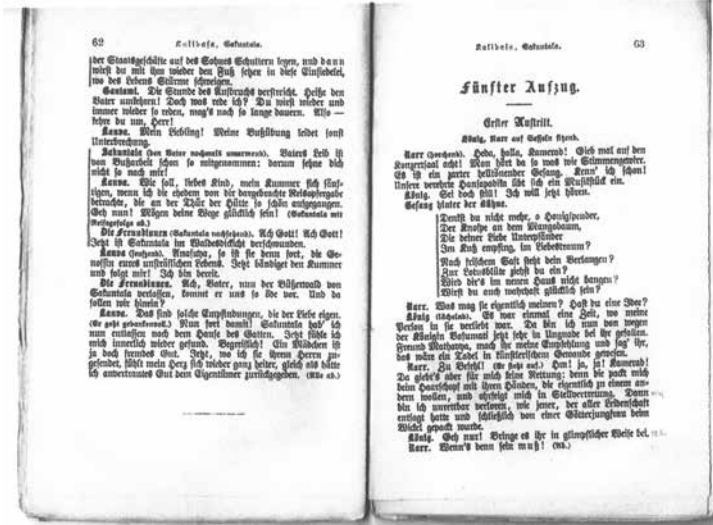 62
Kalidasa, Sakuntala.
der Staatsgeschäfte auf des Sohnes Schultern legen, und dann
wirst du mit ihm wieder den Fuß setzen in diese Einsiedelei,
wo des Lebens Stürme schweigen.
Gautami. Die Stunde des Aufbruchs verstreicht. Heiße den
Vater umkehren! Doch was rede ich? Du wirst wieder und
immer wieder so reden, mag's noch so lange dauern. Also —
kehre du um, Herr!
Kanva. Mein Liebling! Meine Bußübung leidet sonst
Unterbrechung.
Sakuntala (den Vater nochmals umarmend). Vaters Leib ist
von Bußarbeit schon so mitgenommen: darum sehne dich
nicht so nach mir!
Kanva. Wie soll, liebes Kind, mein Kummer sich sänf-
tigen, wenn ich die ehedem von dir dargebrachte Reisopfergabe
betrachte, die an der Thür der Hütte so schön aufgegangen.
Geh nun! Mögen deine Wege glücklich sein! (Sakuntala mit
Reisegefolge ab.)
Die Freundinnen (Sakuntala nachsehend). Ach Gott! Ach Gott!
Jetzt ist Sakuntala im Waldesdickicht verschwunden.
Kanva (seufzend). Anasuya, so ist sie denn fort, die Ge-
nossin eures unsträflichen Lebens. Jetzt bändiget den Kummer
und folgt mir! Ich bin bereit.
Die Freundinnen. Ach, Vater, nun der Büßerwald von
Sakuntala verlassen, kommt er uns so öde vor. Und da
sollen wir hinein?
Kanva. Das sind solche Empfindungen, die der Liebe eigen.
(Er geht gedankenvoll.) Nun fort damit! Sakuntala hab' ich
nun entlassen nach dem Hause des Gatten. Jetzt fühle ich
mich innerlich wieder gesund. Begreiflich! Ein Mädchen ist
ja doch fremdes Gut. Jetzt, wo ich sie ihrem Herrn zu-
gesendet, fühlt mein Herz sich wieder ganz heiter, gleich als hätte
ich anvertrautes Gut dem Eigentümer zurückgegeben. (Alle ab.)
Kalidasa, Sakuntala.
63
Fünfter Aufzug.
Erster Auftritt.
König, Narr auf Sesseln sitzend.
Narr (horchend). Heda, holla, Kamerad! Gieb mal auf den
Konzertsaal acht! Man hört da so was wie Stimmengewirr.
Es ist ein zarter helltönender Gesang. Kenn' ich schon!
Unsere verehrte Hansapadika übt sich ein Musikstück ein.
König. Sei doch still! Ich will jetzt hören.
Gesang hinter der Bühne.
Denkst du nicht mehr, o Honigspender,
Der Knospe an dem Mangobaum,
Die deiner Liebe Unterpfänder
Im Kuß empfing, im Liebestraum?
Nach frischem Saft steht dein Verlangen?
Zur Lotosblüte ziehst du ein?
Wird dir's im neuen Haus nicht bangen?
Wirst du auch wahrhaft glücklich sein?
Narr. Was mag sie eigentlich meinen? Hast du eine Idee?
König (lächelnd). Es war einmal eine Zeit, wo meine
Person in sie verliebt war. Da bin ich nun von wegen
der Königin Vasumati jetzt sehr in Ungnade bei ihr gefallen.
Freund Mathavya, mach ihr meine Empfehlung und sag' ihr,
das wäre ein Tadel in künstlerischem Gewande gewesen.
Narr. Zu Befehl! (Er steht auf.) Hm! ja, ja! Kamerad!
Da giebt's aber für mich keine Rettung: denn die packt mich
beim Haarschopf mit ihren Händen, die eigentlich zu einem an-
dern wollen, und ohrfeigt mich in Stellvertretung. Dann
bin ich unrettbar verloren, wie jener, der aller Leidenschaft
entsagt hatte und schließlich von einer Götterjungfrau beim
Wickel gepackt wurde.
König. Geh nur! Bringe es ihr in glimpflicher Weise bei.
Narr. Wenn's denn sein muß! (Ab.)